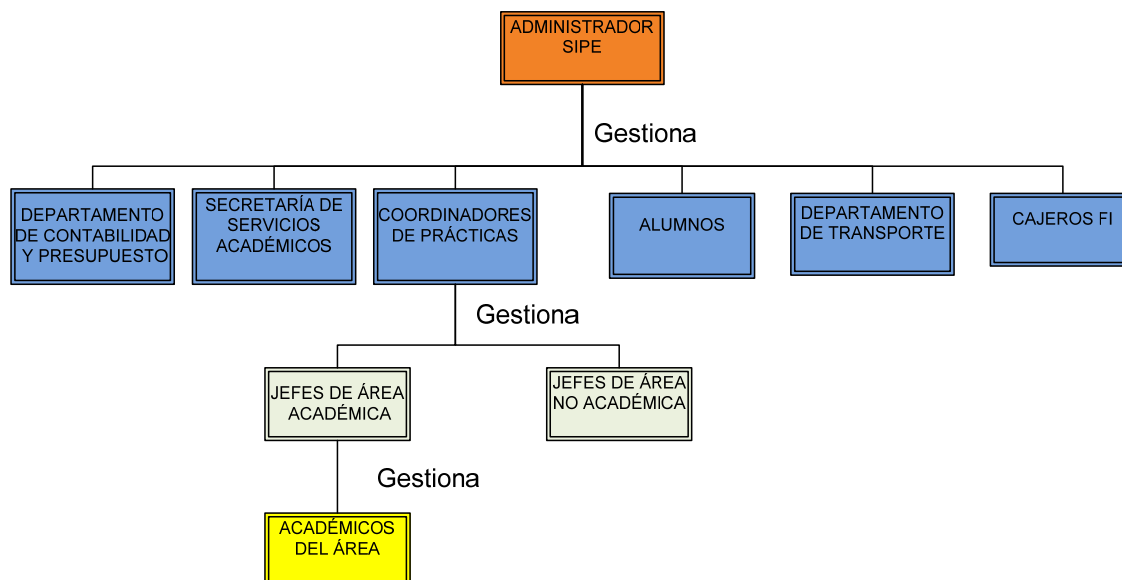 ADMINISTRADOR
SIPE
Gestiona
DEPARTAMENTO
DE CONTABILIDAD
Y PRESUPUESTO
SECRETARÍA DE
SERVICIOS
ACADÉMICOS
COORDINADORES
DE PRÁCTICAS
ALUMNOS
DEPARTAMENTO
DE TRANSPORTE
CAJEROS FI
Gestiona
JEFES DE ÁREA
ACADÉMICA
JEFES DE ÁREA
NO ACADÉMICA
Gestiona
ACADÉMICOS
DEL ÁREA